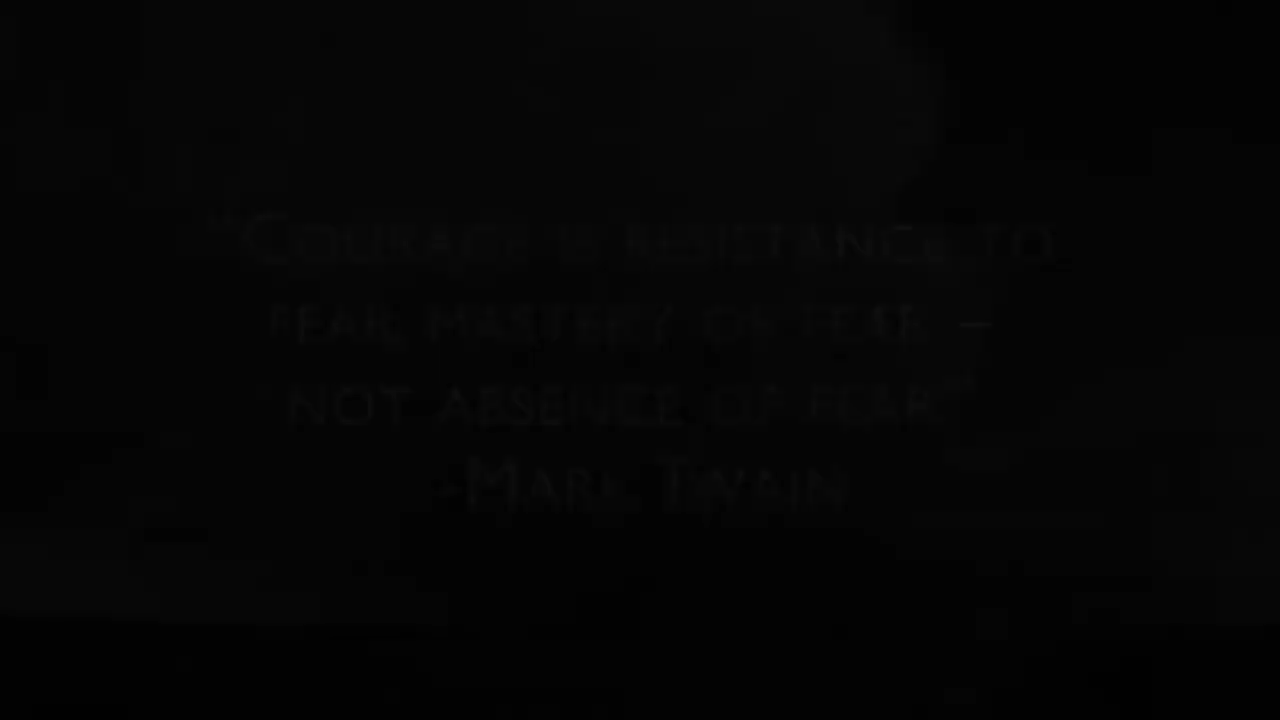 "Courage is resistance to
fear, mastery of fear –
not absence of fear"
-Mark Twain